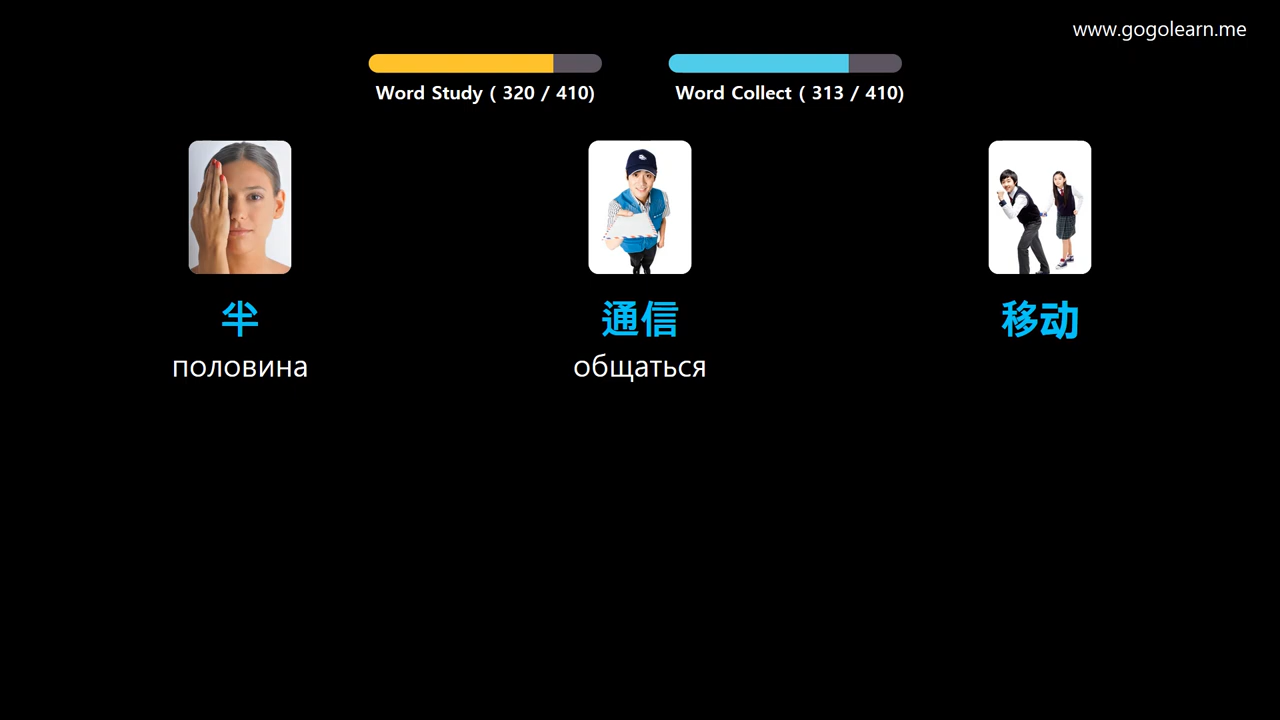 www.gogolearn.me
Word Study ( 320 / 410)
Word Collect ( 313 / 410)
半
половина
通信
общаться
移动